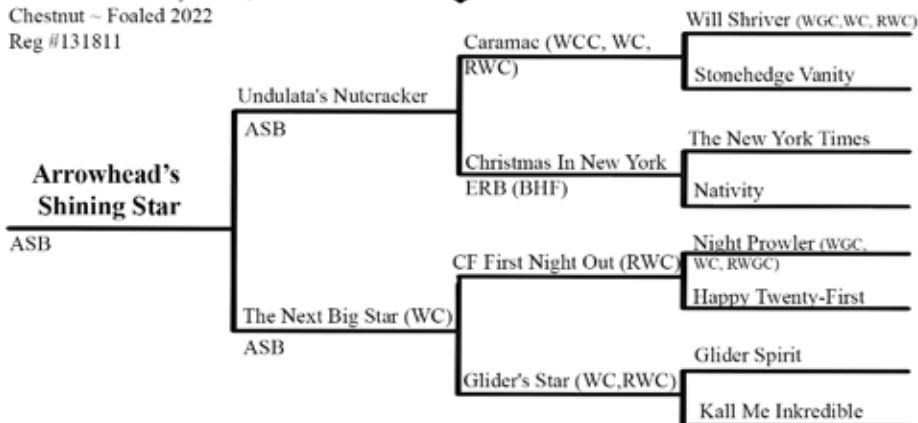 Chestnut ~ Foaled 2022
Reg #131811
Arrowhead's
Shining Star
ASB
Undulata's Nutcracker
ASB
The Next Big Star (WC)
ASB
Caramac (WCC, WC,
RWC)
Christmas In New York
ERB (BHF)
CF First Night Out (RWC)
Glider's Star (WC,RWC)
Will Shriver (WGC,WC, RWC)
Stonehedge Vanity
The New York Times
Nativity
Night Prowler (WGC,
WC, RWGC)
Happy Twenty-First
Glider Spirit
Kall Me Inkredible